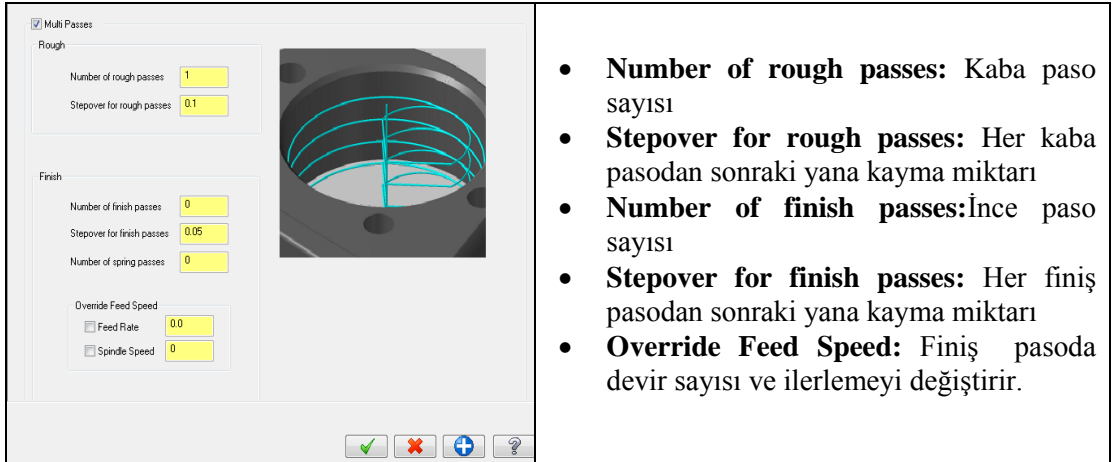 Multi Passes
Rough
Number of rough passes 1
Stepover for rough passes 0.1
Finish
Number of finish passes 0
Stepover for finish passes 0.05
Number of spring passes 0
Override Feed Speed
Feed Rate 0.0
Spindle Speed 0
• Number of rough passes: Kaba paso
sayısı
• Stepover for rough passes: Her kaba
pasodan sonraki yana kayma miktarı
• Number of finish passes:İnce paso
sayısı
• Stepover for finish passes: Her finiş
pasodan sonraki yana kayma miktarı
• Override Feed Speed: Finiş pasoda
devir sayısı ve ilerlemeyi değiştirir.